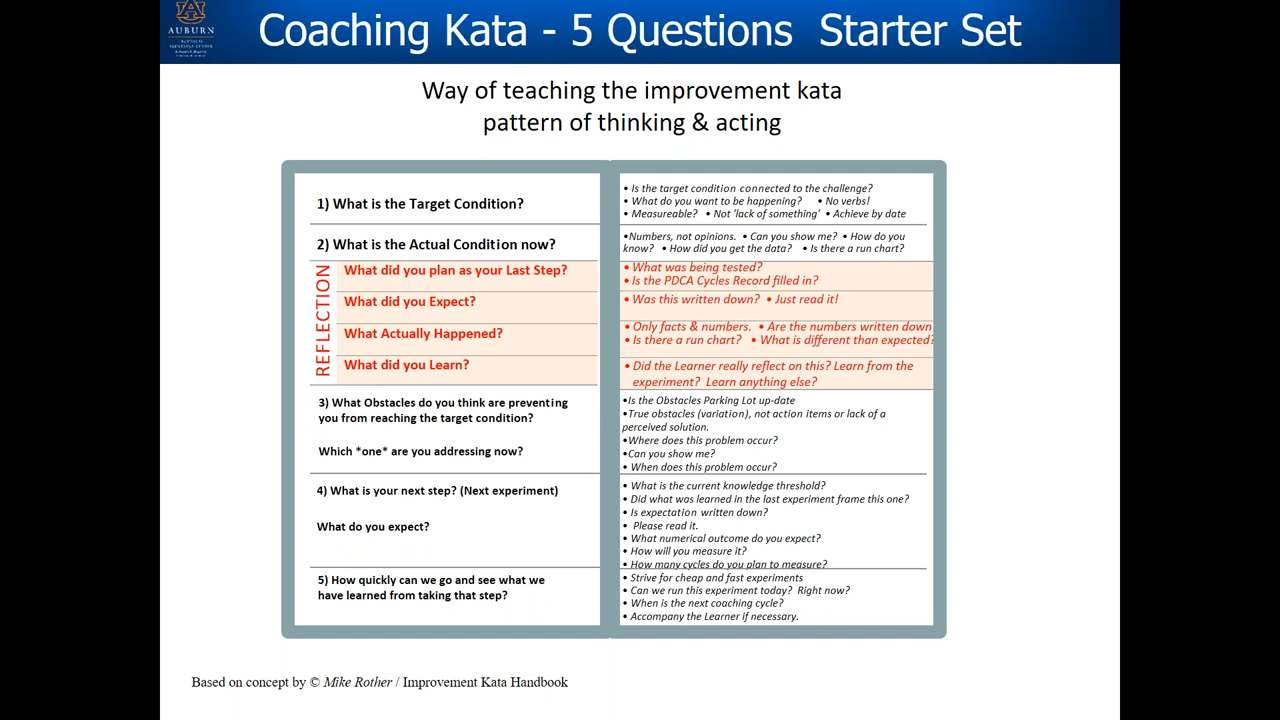 AUBURN
Coaching Kata - 5 Questions Starter Set
Way of teaching the improvement kata
pattern of thinking & acting
1) What is the Target Condition?
• Is the target condition connected to the challenge?
• What do you want to be happening? • No verbs!
• Measureable? • Not 'lack of something' • Achieve by date
2) What is the Actual Condition now?
•Numbers, not opinions. • Can you show me? • How do you
know? • How did you get the data? • Is there a run chart?
REFLECTION
What did you plan as your Last Step?
• What was being tested?
• Is the PDCA Cycles Record filled in?
What did you Expect?
• Was this written down? • Just read it!
What Actually Happened?
• Only facts & numbers. • Are the numbers written down
• Is there a run chart? • What is different than expected?
What did you Learn?
• Did the Learner really reflect on this? Learn from the
experiment? Learn anything else?
3) What Obstacles do you think are preventing
you from reaching the target condition?
Which *one* are you addressing now?
•Is the Obstacles Parking Lot up-date
•True obstacles (variation), not action items or lack of a
perceived solution.
•Where does this problem occur?
•Can you show me?
• When does this problem occur?
4) What is your next step? (Next experiment)
What do you expect?
• What is the current knowledge threshold?
• Did what was learned in the last experiment frame this one?
• Is expectation written down?
• Please read it.
• What numerical outcome do you expect?
• How will you measure it?
• How many cycles do you plan to measure?
5) How quickly can we go and see what we
have learned from taking that step?
• Strive for cheap and fast experiments
• Can we run this experiment today? Right now?
• When is the next coaching cycle?
• Accompany the Learner if necessary.
Based on concept by © Mike Rother / Improvement Kata Handbook